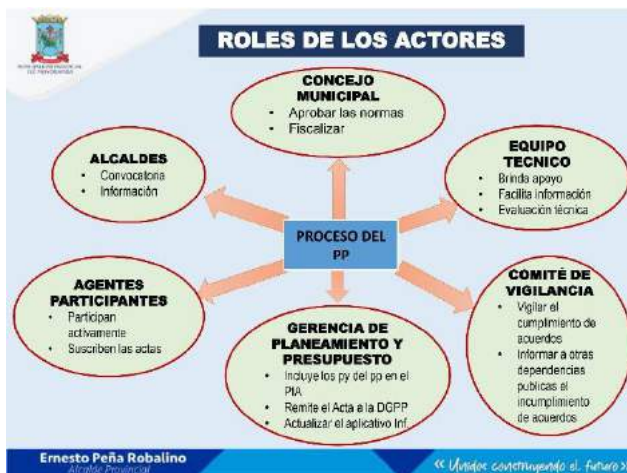 ROLES DE LOS ACTORES
CONCEJO
MUNICIPAL
• Aprobar las normas
• Fiscalizar
ALCALDES
• Convocatoria
• Información
EQUIPO
TECNICO
• Brinda apoyo
• Facilita información
• Evaluación técnica
PROCESO DEL
PP
AGENTES
PARTICIPANTES
• Participan
activamente
• Suscriben las actas
GERENCIA DE
PLANEAMIENTO Y
PRESUPUESTO
• Incluye los py del pp en el
PIA
• Remite el Acta a la DGPP
• Actualizar el aplicativo Inf.
COMITÉ DE
VIGILANCIA
• Vigilar el
cumplimiento de
acuerdos
• Informar a otras
dependencias
publicas el
incumplimiento
de acuerdos
Ernesto Peña Robalino
Alcalde Provincial
<< Unidos construyendo el futuro >>